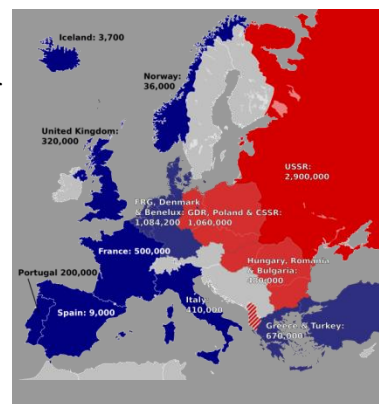 Iceland: 3,700
Norway:
36,000
United Kingdom:
320,000
USSR:
2,900,000
FRG, Denmark
& Benelux:
1,084,200
GDR, Poland & CSSR:
1,060,000
France: 500,000
Hungary, Romania
& Bulgaria:
Portugal 200,000
Italy
410,000
Spain: 9,000
Greece & Turkey:
670,000